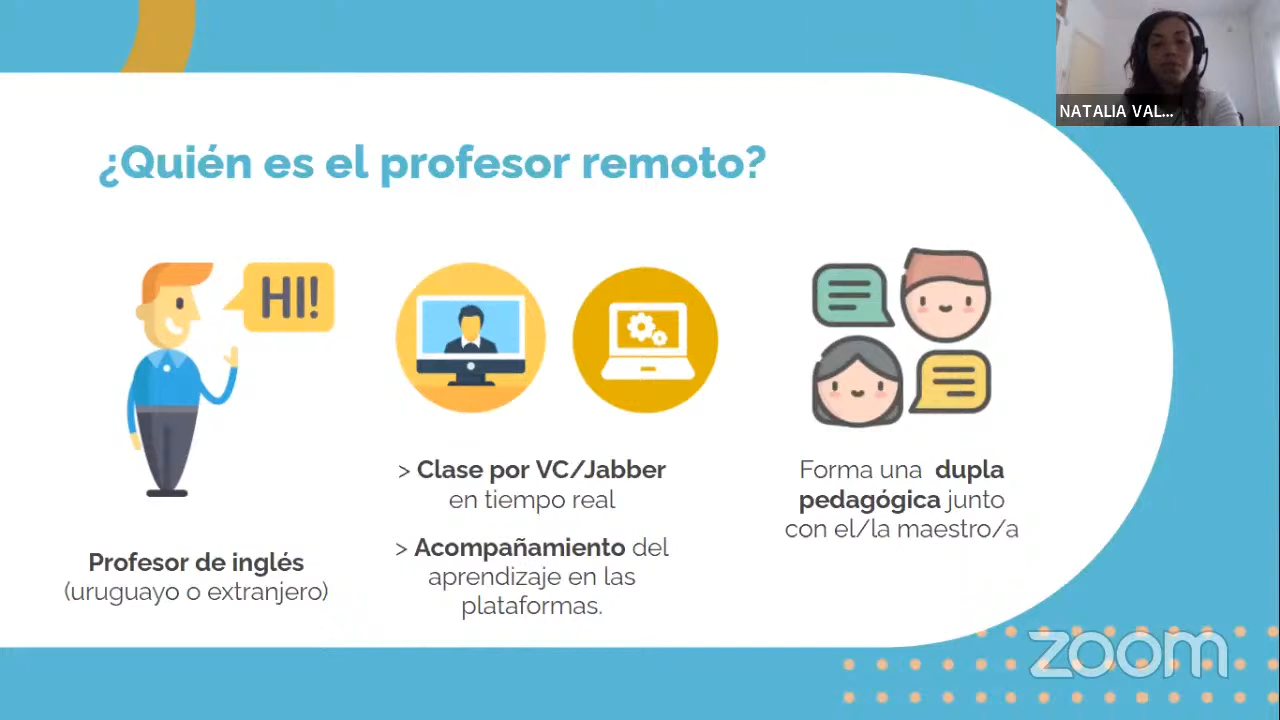 NATALIA VAL...
¿Quién es el profesor remoto?
HI!
Profesor de inglés
(uruguayo o extranjero)
> Clase por VC/Jabber
en tiempo real
> Acompañamiento del
aprendizaje en las
plataformas.
Forma una dupla
pedagógica junto
con el/la maestro/a
zoom